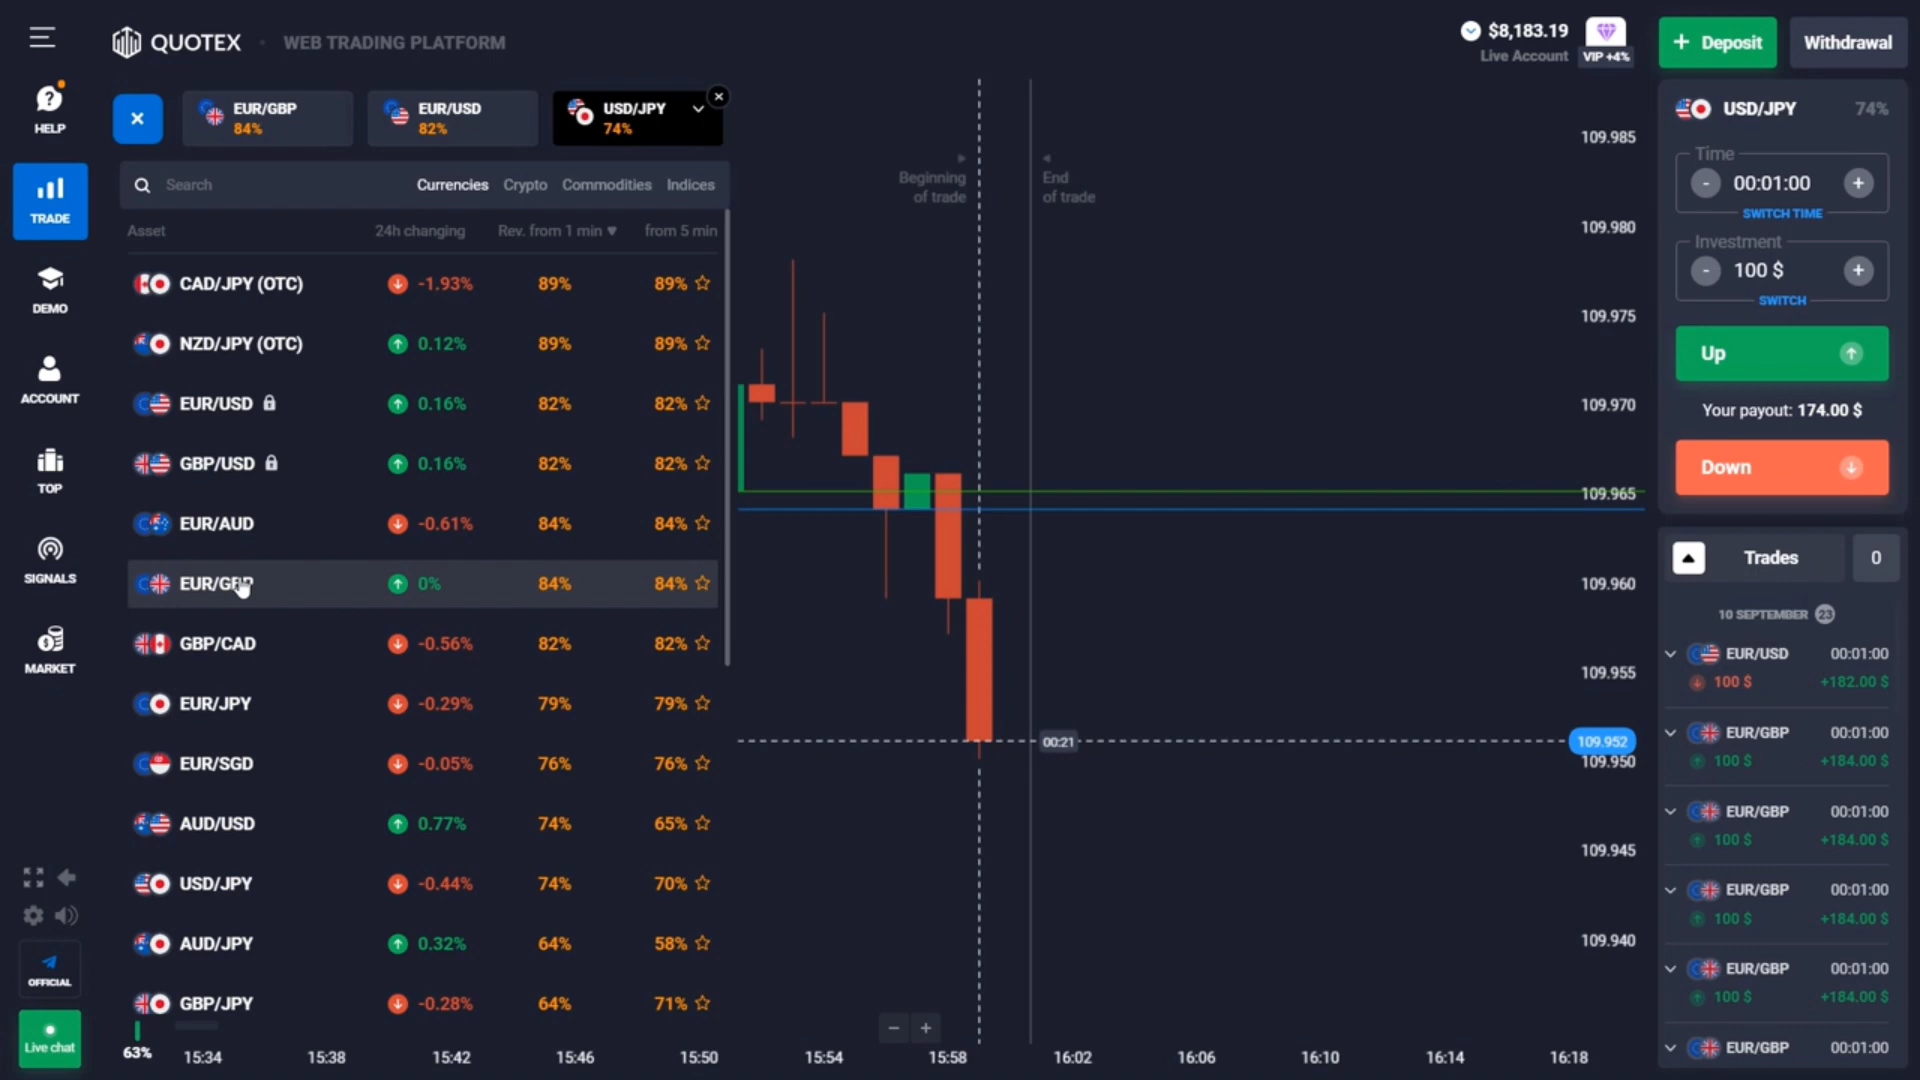 QUOTEX
WEB TRADING PLATFORM
$8,183.19
Live Account
VIP +4%
+ Deposit
Withdrawal
HELP
TRADE
DEMO
ACCOUNT
TOP
SIGNALS
MARKET
OFFICIAL
Live chat
EUR/GBP
84%
EUR/USD
82%
USD/JPY
74%
Search
Currencies
Crypto
Commodities
Indices
Asset
24h changing
Rev. from 1 min
from 5 min
CAD/JPY (OTC) -1.93% 89% 89%
NZD/JPY (OTC) 0.12% 89% 89%
EUR/USD 0.16% 82% 82%
GBP/USD 0.16% 82% 82%
EUR/AUD -0.61% 84% 84%
EUR/GBP 0% 84% 84%
GBP/CAD -0.56% 82% 82%
EUR/JPY -0.29% 79% 79%
EUR/SGD -0.05% 76% 76%
AUD/USD 0.77% 74% 65%
USD/JPY -0.44% 74% 70%
AUD/JPY 0.32% 64% 58%
GBP/JPY -0.28% 64% 71%
63%
Beginning
of trade
End
of trade
00:21
109.985
109.980
109.975
109.970
109.965
109.960
109.955
109.952
109.950
109.945
109.940
15:34
15:38
15:42
15:46
15:50
15:54
15:58
16:02
16:06
16:10
16:14
16:18
USD/JPY 74%
Time
- 00:01:00 +
SWITCH TIME
Investment
- 100 $ +
SWITCH
Up
Your payout: 174.00 $
Down
Trades 0
10 SEPTEMBER 23
EUR/USD 00:01:00
100 $ +182.00 $
EUR/GBP 00:01:00
100 $ +184.00 $
EUR/GBP 00:01:00
100 $ +184.00 $
EUR/GBP 00:01:00
100 $ +184.00 $
EUR/GBP 00:01:00
100 $ +184.00 $
EUR/GBP 00:01:00